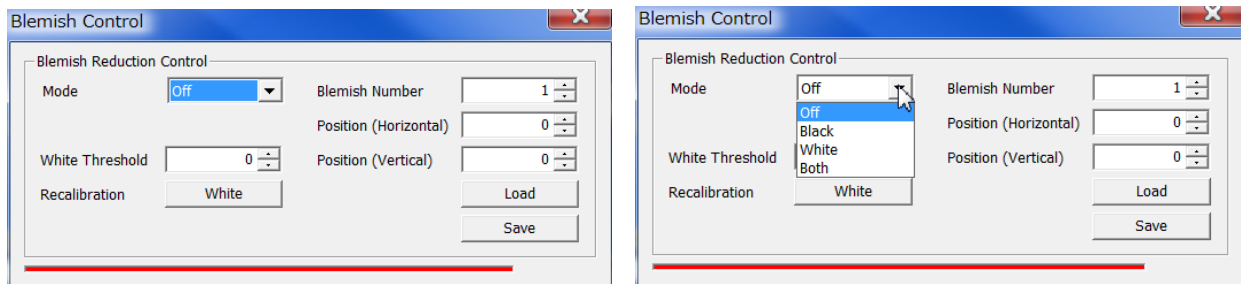 Blemish Control
Blemish Reduction Control
Mode Off Blemish Number 1
Position (Horizontal) 0
White Threshold 0 Position (Vertical) 0
Recalibration White Load
Save
Blemish Control
Blemish Reduction Control
Mode Off Blemish Number 1
Off
Black Position (Horizontal) 0
White
White Threshold Position (Vertical) 0
Both
Recalibration White Load
Save